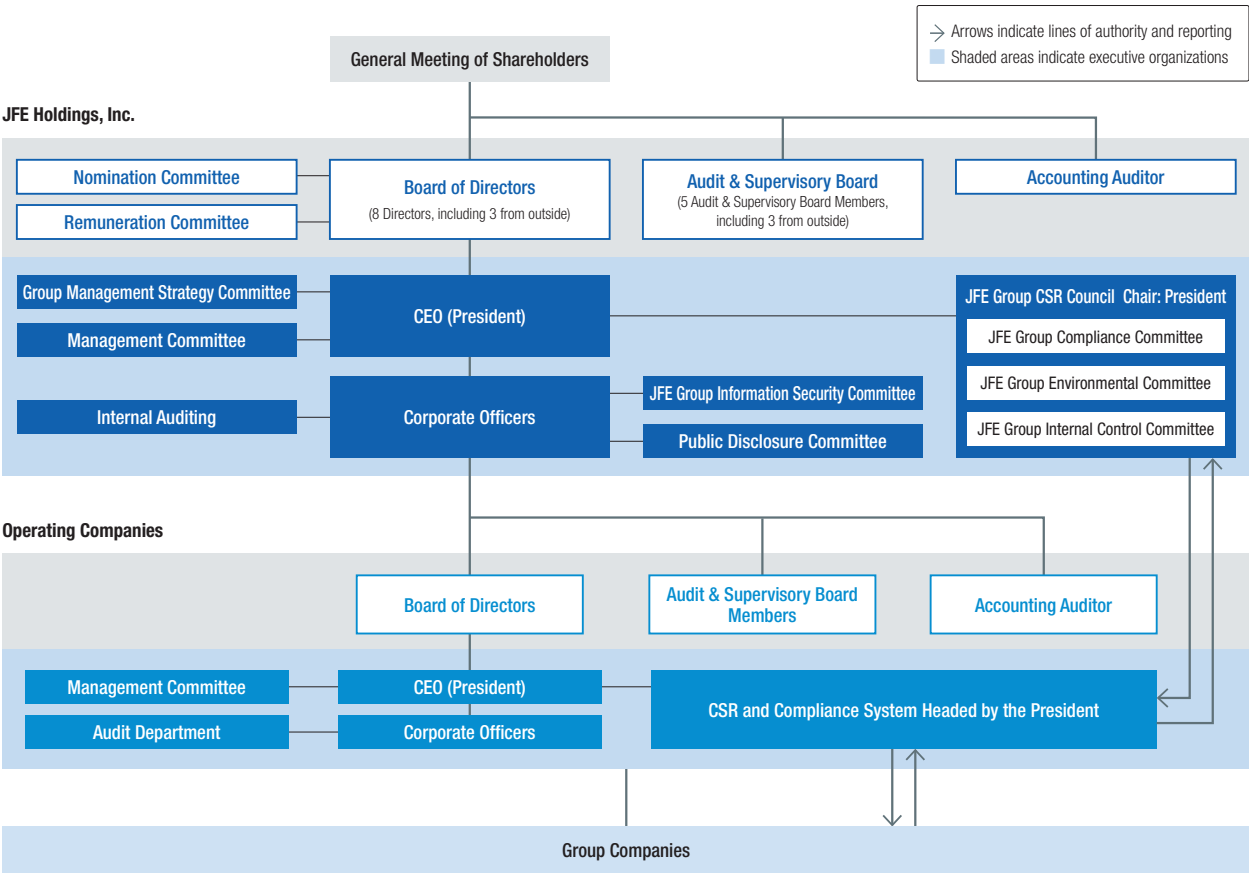 Arrows indicate lines of authority and reporting
Shaded areas indicate executive organizations
General Meeting of Shareholders
JFE Holdings, Inc.
Nomination Committee
Remuneration Committee
Board of Directors
(8 Directors, including 3 from outside)
Audit & Supervisory Board
(5 Audit & Supervisory Board Members,
including 3 from outside)
Accounting Auditor
Group Management Strategy Committee
Management Committee
CEO (President)
JFE Group CSR Council Chair: President
JFE Group Compliance Committee
JFE Group Environmental Committee
JFE Group Internal Control Committee
Internal Auditing
Corporate Officers
JFE Group Information Security Committee
Public Disclosure Committee
Operating Companies
Board of Directors
Audit & Supervisory Board
Members
Accounting Auditor
Management Committee
CEO (President)
CSR and Compliance System Headed by the President
Audit Department
Corporate Officers
Group Companies